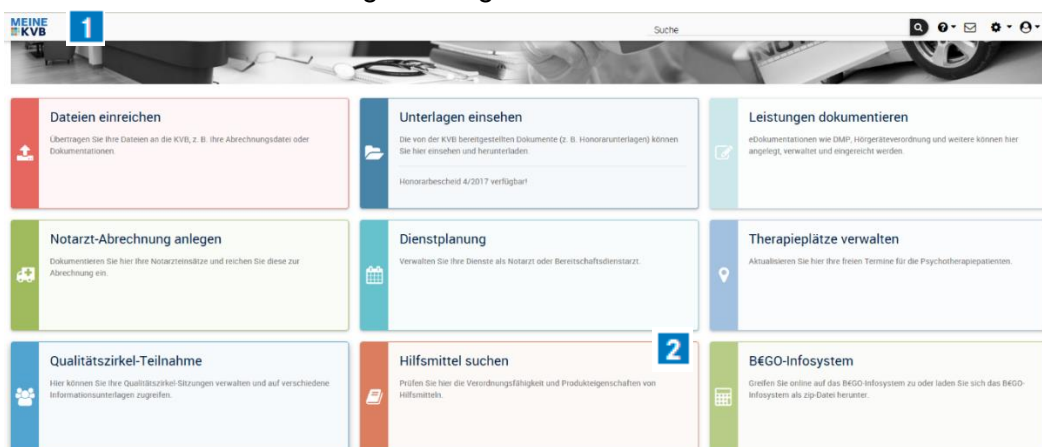 MEINE
KVB
1
Suche
Dateien einreichen
Übertragen Sie Ihre Dateien an die KVB, z. B. Ihre Abrechnungsdatei oder
Dokumentationen.
Unterlagen einsehen
Die von der KVB bereitgestellten Dokumente (z. B. Honorarunterlagen) können
Sie hier einsehen und herunterladen.
Honorarbescheid 4/2017 verfügbar!
Leistungen dokumentieren
eDokumentationen wie DMP, Hörgeräteverordnung und weitere können hier
angelegt, verwaltet und eingereicht werden.
Notarzt-Abrechnung anlegen
Dokumentieren Sie hier Ihre Notarzteinsätze und reichen Sie diese zur
Abrechnung ein.
Dienstplanung
Verwalten Sie Ihre Dienste als Notarzt oder Bereitschaftsdienstarzt.
Therapieplätze verwalten
Aktualisieren Sie hier Ihre freien Termine für die Psychotherapiepatienten.
Qualitätszirkel-Teilnahme
Hier können Sie Ihre Qualitätszirkel-Sitzungen verwalten und auf verschiedene
Informationsunterlagen zugreifen.
Hilfsmittel suchen
2
Prüfen Sie hier die Verordnungsfähigkeit und Produkteigenschaften von
Hilfsmitteln.
B€GO-Infosystem
Greifen Sie online auf das B€GO-Infosystem zu oder laden Sie sich das B€GO-
Infosystem als zip-Datei herunter.